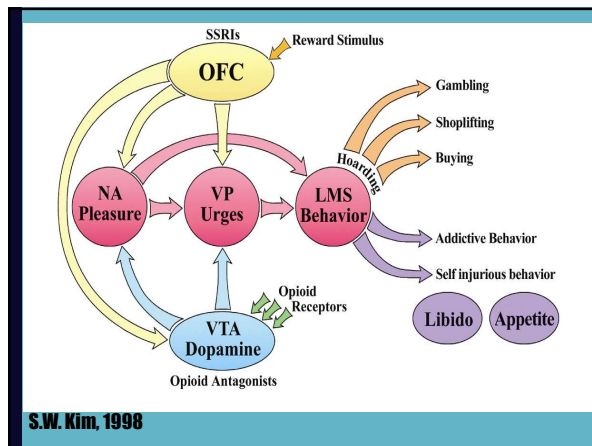 SSRIs
Reward Stimulus
OFC
Gambling
Shoplifting
Buying
Hoarding
NA
Pleasure
VP
Urges
LMS
Behavior
Addictive Behavior
Self injurious behavior
Opioid
Receptors
VTA
Dopamine
Libido
Appetite
Opioid Antagonists
S.W. Kim, 1998